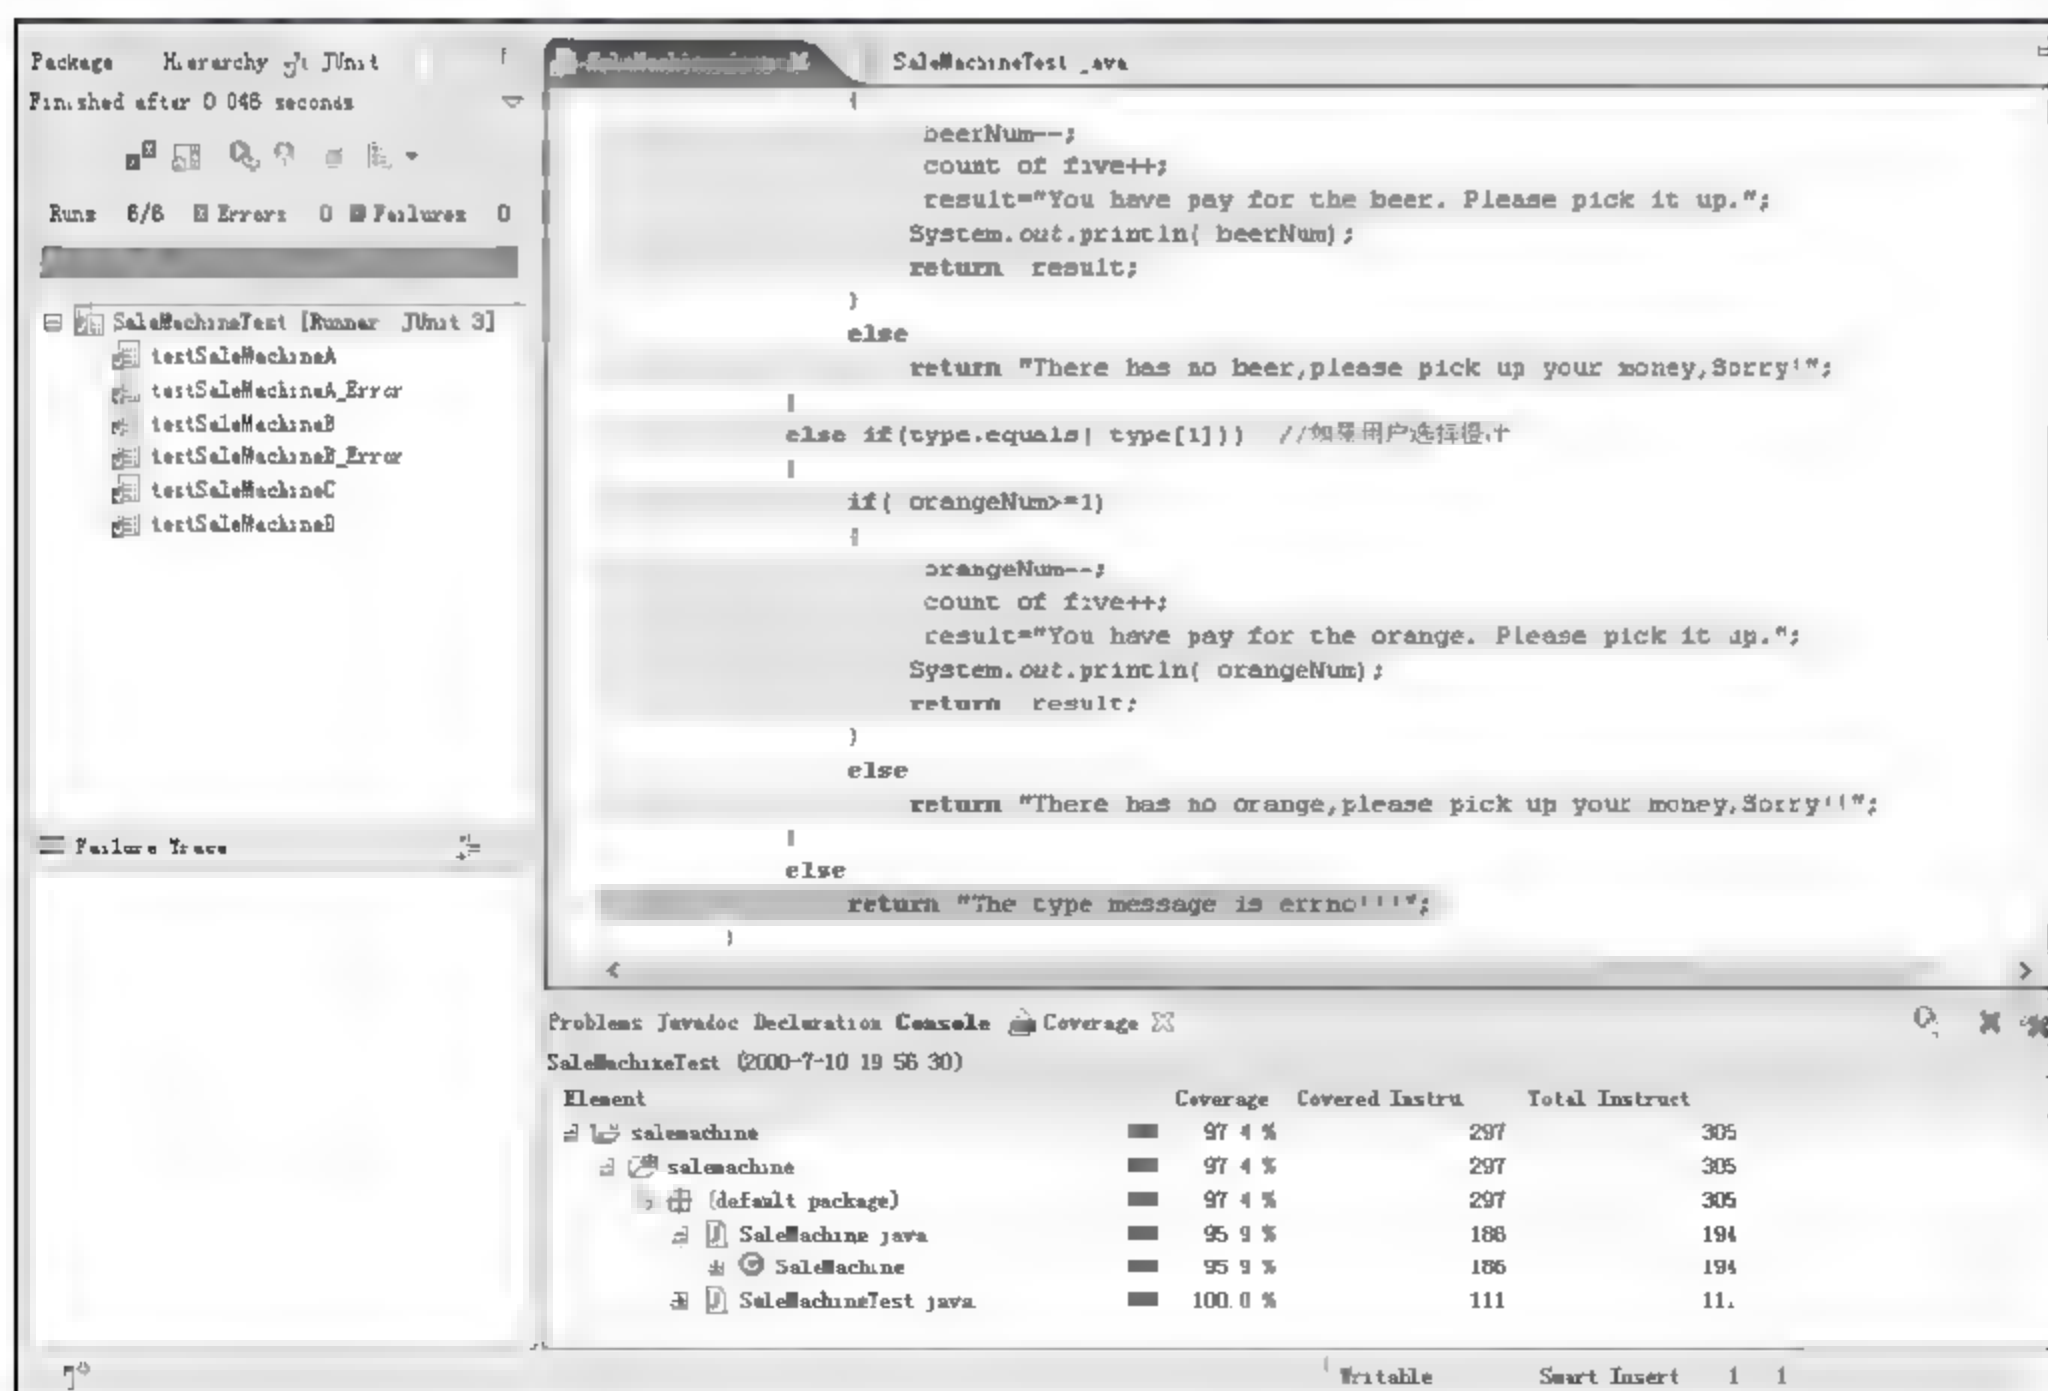 Package Hierarchy JUnit
Finished after 0 046 seconds
Runs 6/6 Errors 0 Failures 0
SaleMachineTest [Runner JUnit 3]
testSaleMachineA
testSaleMachineA_Error
testSaleMachineB
testSaleMachineB_Error
testSaleMachineC
testSaleMachineD
Failure Trace
SaleMachineTest java
{
beerNum--;
count of five++;
result="You have pay for the beer. Please pick it up.";
System.out.println( beerNum);
return result;
}
else
return "There has no beer,please pick up your money,Sorry!";
else if(type.equals( type[1])) //如果用户选择橙汁
if( orangeNum>=1)
{
orangeNum--;
count of five++;
result="You have pay for the orange. Please pick it up.";
System.out.println( orangeNum);
return result;
}
else
return "There has no orange,please pick up your money,Sorry!!";
else
return "The type message is errno!!!";
}
Problems Javadoc Declaration Console Coverage
SaleMachineTest (2000-7-10 19 56 30)
Element Coverage Covered Instru Total Instruct
salemachine 97 4 % 297 305
salemachine 97 4 % 297 305
(default package) 97 4 % 297 305
SaleMachine java 95 9 % 186 194
SaleMachine 95 9 % 186 194
SaleMachineTest java 100.0 % 111
Writable Smart Insert 1 1